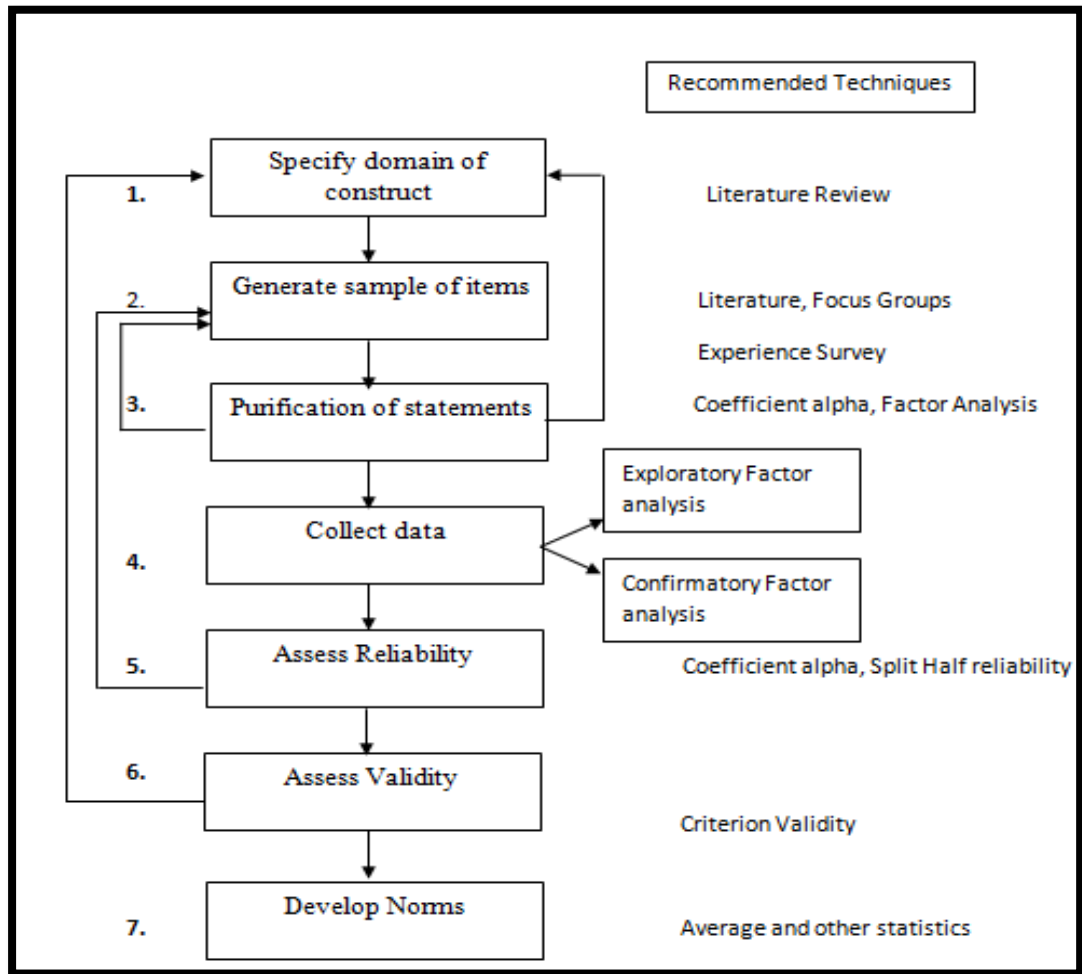 Recommended Techniques
Specify domain of
construct
1.
Literature Review
Generate sample of items
2.
Literature, Focus Groups
Experience Survey
Purification of statements
3.
Coefficient alpha, Factor Analysis
Exploratory Factor
analysis
Collect data
4.
Confirmatory Factor
analysis
Assess Reliability
5.
Coefficient alpha, Split Half reliability
Assess Validity
6.
Criterion Validity
Develop Norms
7.
Average and other statistics